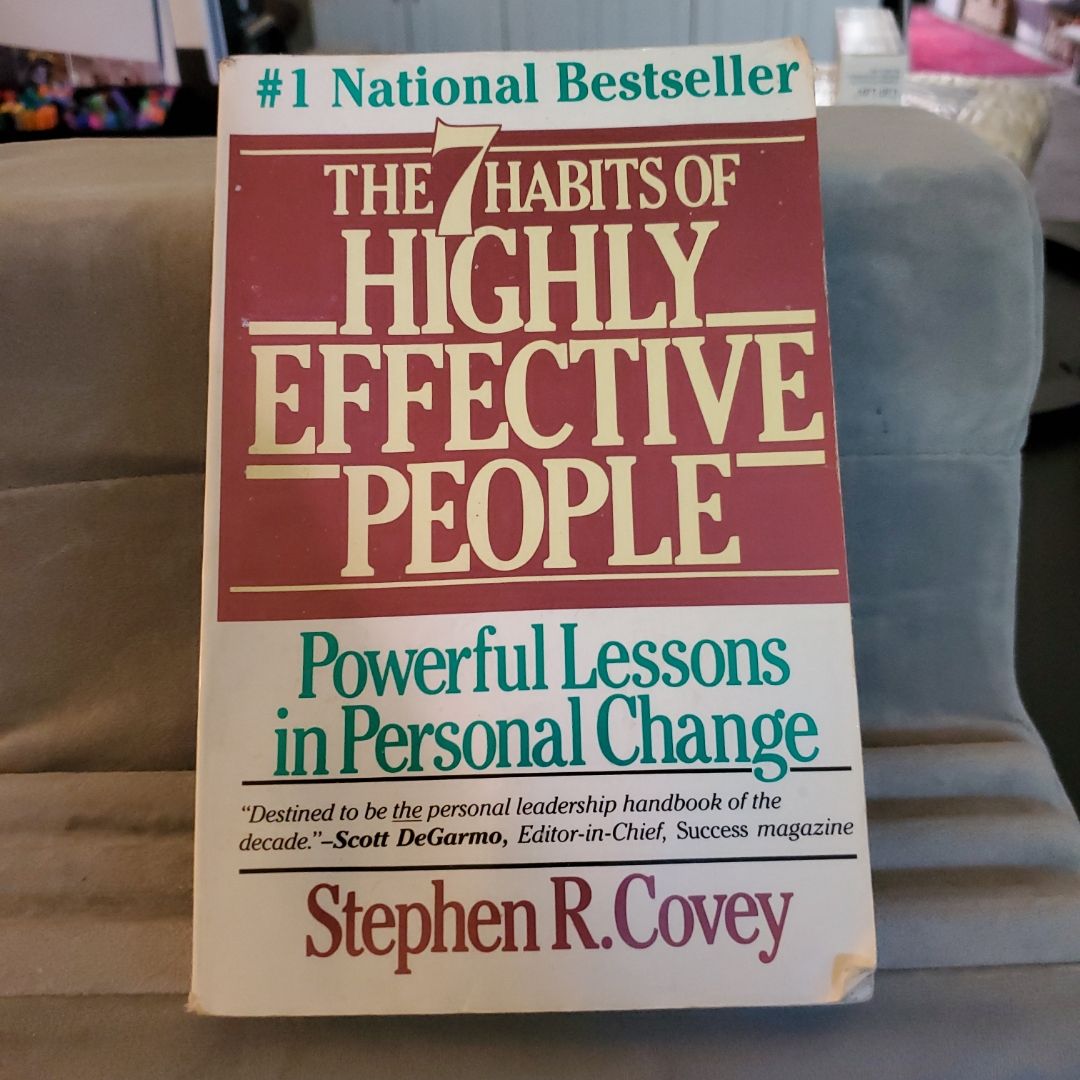 #1 National Bestseller
THE 7 HABITS OF
HIGHLY
EFFECTIVE
PEOPLE
Powerful Lessons
in Personal Change
“Destined to be the personal leadership handbook of the
decade.”–Scott DeGarmo, Editor-in-Chief, Success magazine
Stephen R. Covey